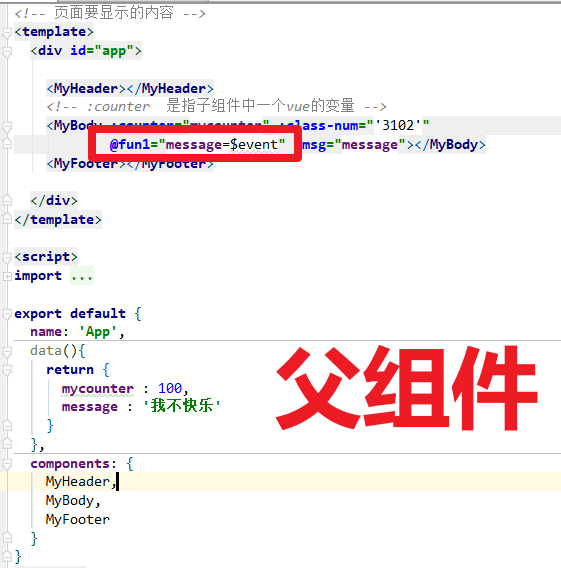 <!-- 页面要显示的内容 -->
<template>
<div id="app">
<MyHeader></MyHeader>
<!-- :counter 是指子组件中一个vue的变量 -->
<MyBody :counter="mycounter" :class-num="'3102'"
@fun1="message=$event" msg="message"></MyBody>
<MyFooter></MyFooter>
</div>
</template>
<script>
import ...
export default {
name: 'App',
data(){
return {
mycounter : 100,
message : '我不快乐'
}
},
父组件
components: {
MyHeader,
MyBody,
MyFooter
}
}